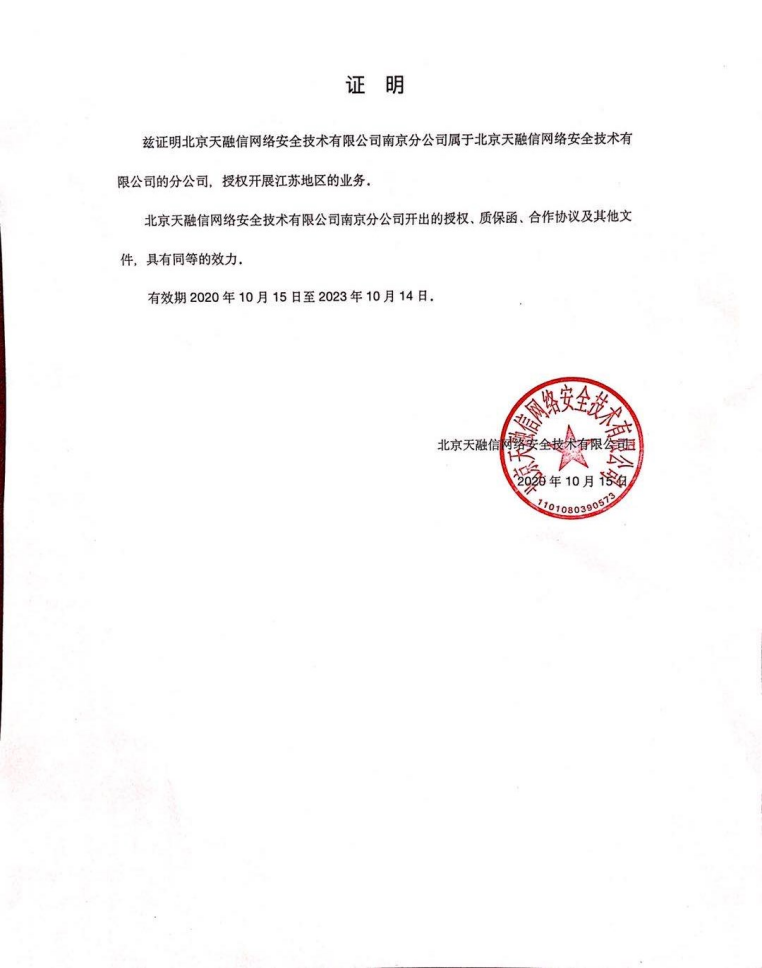 证 明
兹证明北京天融信网络安全技术有限公司南京分公司属于北京天融信网络安全技术有
限公司的分公司，授权开展江苏地区的业务。
北京天融信网络安全技术有限公司南京分公司开出的授权、质保函、合作协议及其他文
件，具有同等的效力。
有效期 2020 年 10 月 15 日至 2023 年 10 月 14 日。
北京天融信网络安全技术有限公司
北京天融信网络安全技术有限公司
2020 年 10 月 15 日
1101080390573